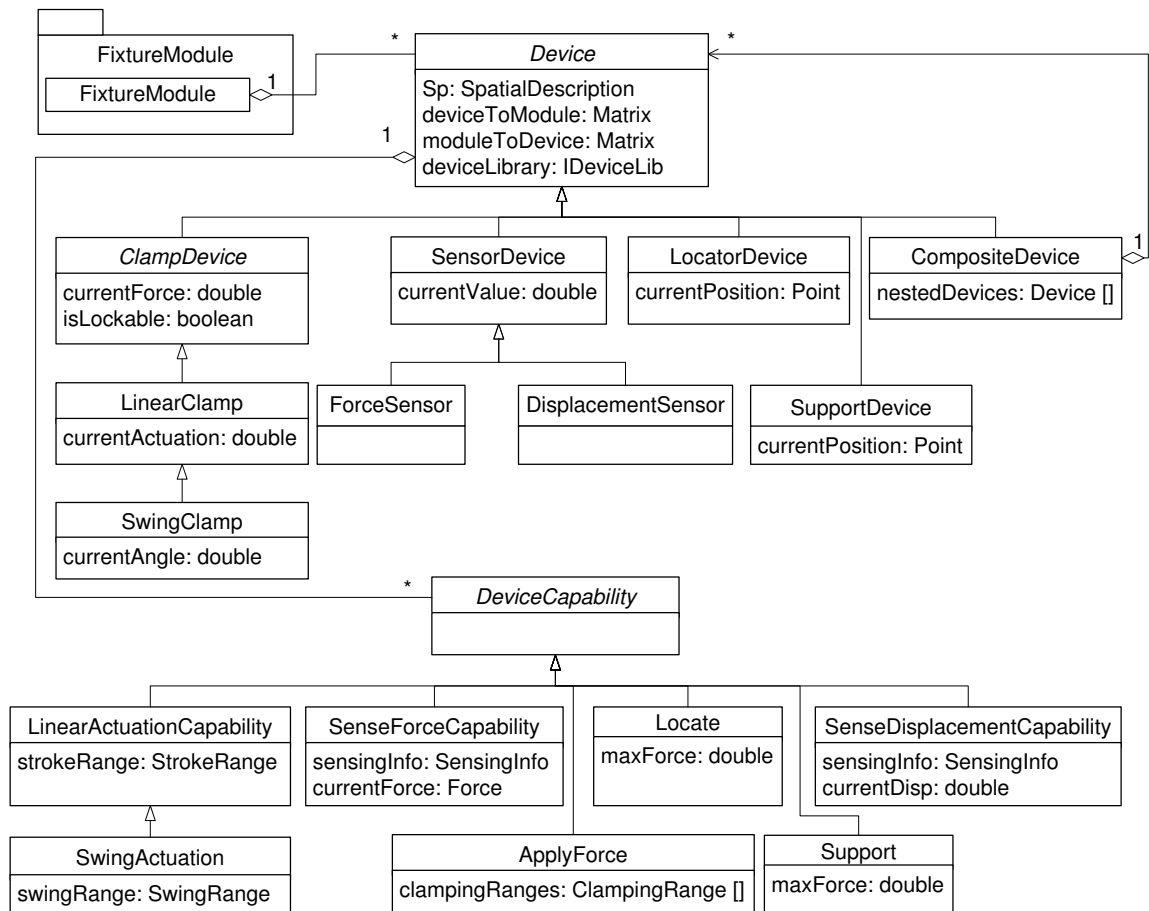 FixtureModule
FixtureModule
1
*
Device
Sp: SpatialDescription
deviceToModule: Matrix
moduleToDevice: Matrix
deviceLibrary: IDeviceLib
*
1
ClampDevice
currentForce: double
isLockable: boolean
SensorDevice
currentValue: double
LocatorDevice
currentPosition: Point
CompositeDevice
nestedDevices: Device []
1
LinearClamp
currentActuation: double
ForceSensor
DisplacementSensor
SupportDevice
currentPosition: Point
SwingClamp
currentAngle: double
*
DeviceCapability
LinearActuationCapability
strokeRange: StrokeRange
SenseForceCapability
sensingInfo: SensingInfo
currentForce: Force
Locate
maxForce: double
SenseDisplacementCapability
sensingInfo: SensingInfo
currentDisp: double
SwingActuation
swingRange: SwingRange
ApplyForce
clampingRanges: ClampingRange []
Support
maxForce: double